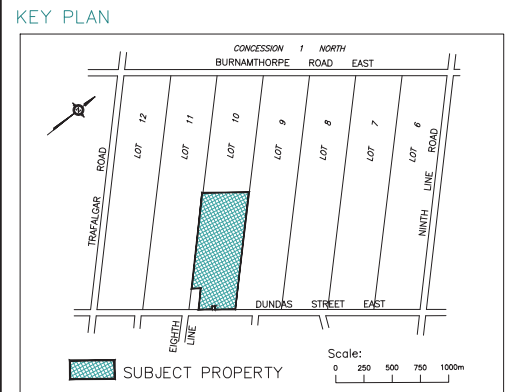 KEY PLAN
CONCESSION 1 NORTH
BURNAMTHORPE ROAD EAST
TRAFALGAR ROAD
LOT 12
LOT 11
LOT 10
LOT 9
LOT 8
LOT 7
LOT 6
NINTH LINE ROAD
DUNDAS STREET EAST
EIGHTH
LINE
SUBJECT PROPERTY
Scale:
0 250 500 750 1000m